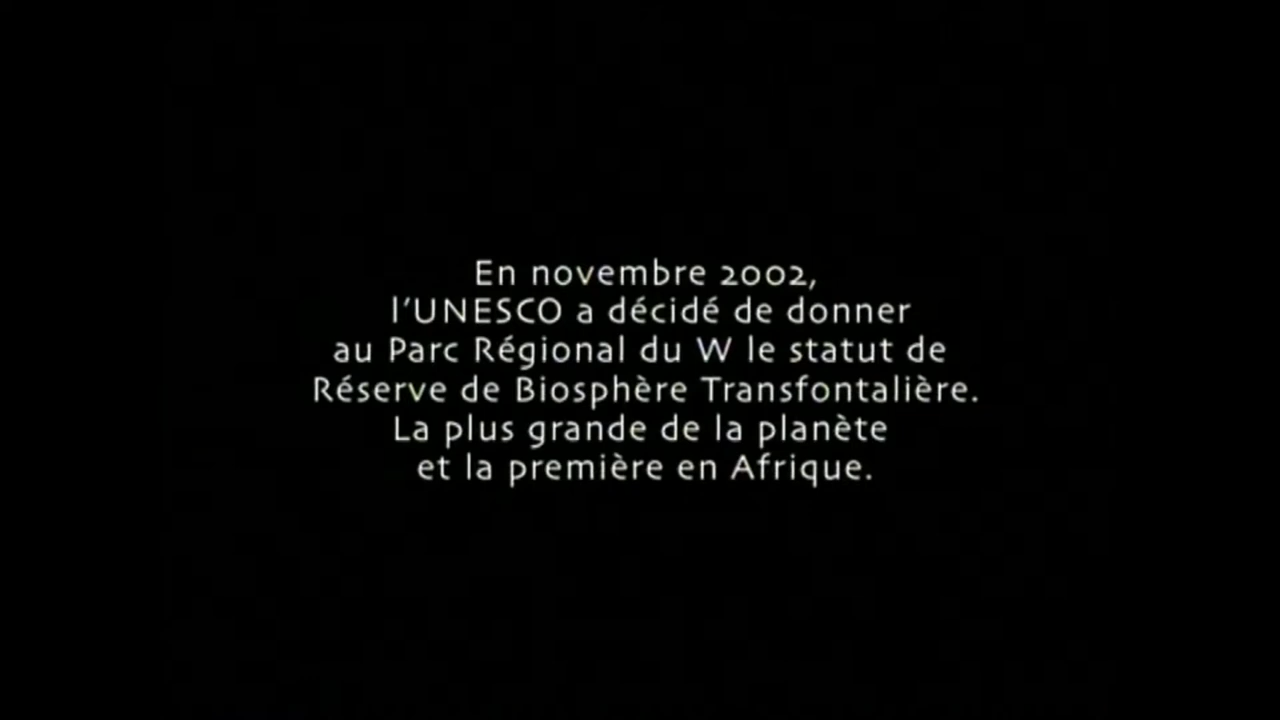 En novembre 2002,
l'UNESCO a décidé de donner
au Parc Régional du W le statut de
Réserve de Biosphère Transfontalière.
La plus grande de la planète
et la première en Afrique.